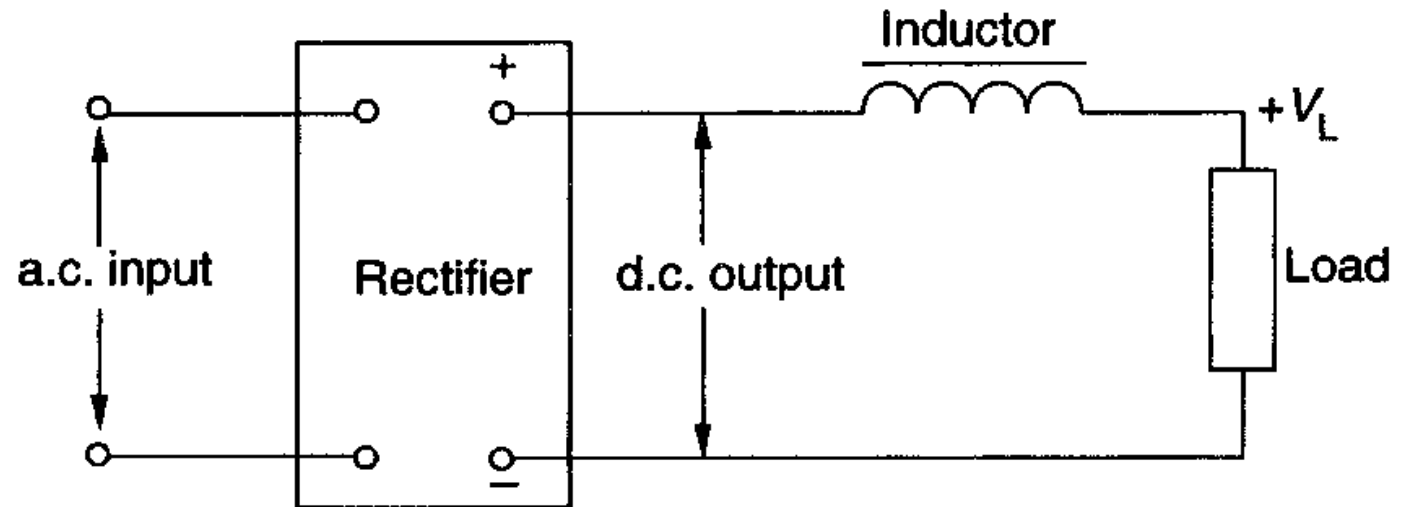 Inductor
+
+V_L
a.c. input
Rectifier
d.c. output
Load
−